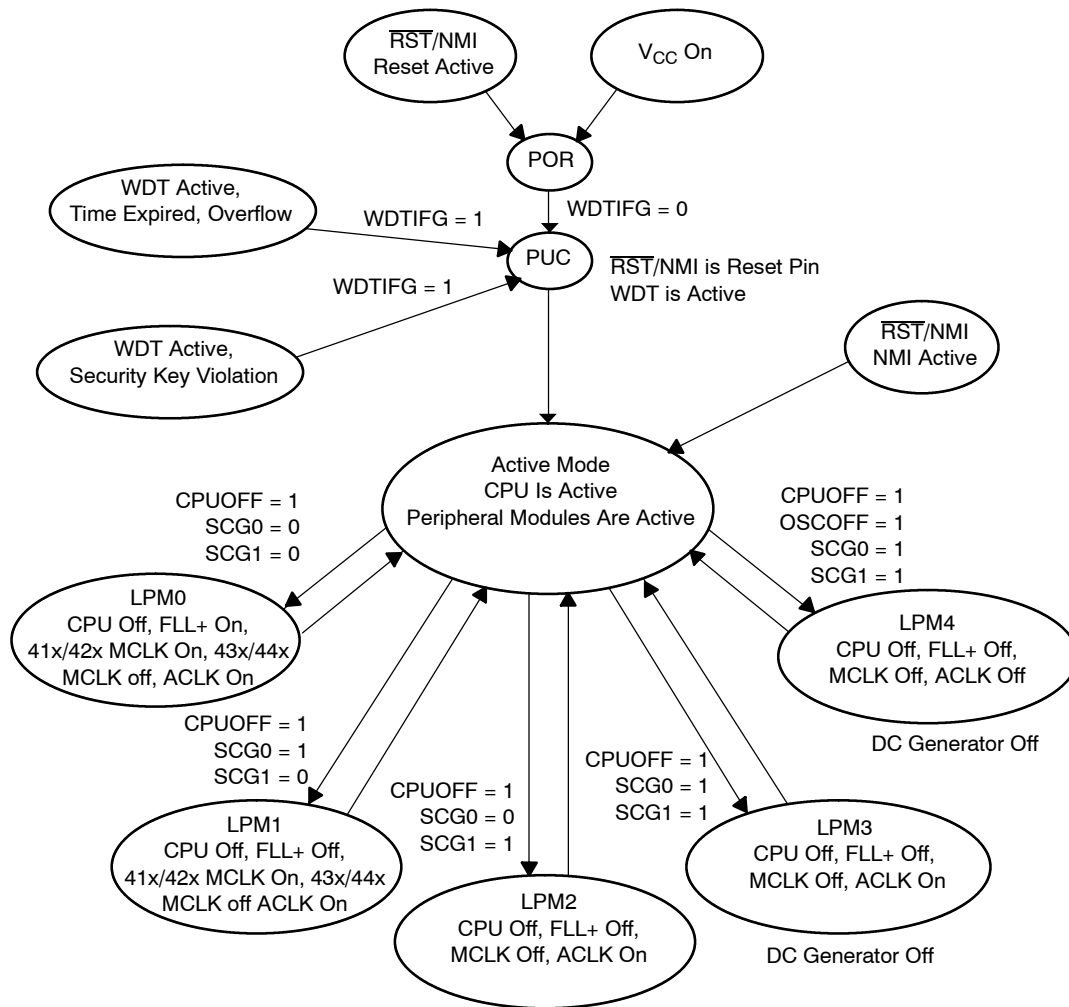 RST/NMI
Reset Active
VCC On
POR
WDTIFG = 0
WDT Active,
Time Expired, Overflow
WDTIFG = 1
PUC
RST/NMI is Reset Pin
WDT is Active
WDTIFG = 1
WDT Active,
Security Key Violation
RST/NMI
NMI Active
Active Mode
CPU Is Active
Peripheral Modules Are Active
CPUOFF = 1
SCG0 = 0
SCG1 = 0
CPUOFF = 1
OSCOFF = 1
SCG0 = 1
SCG1 = 1
LPM0
CPU Off, FLL+ On,
41x/42x MCLK On, 43x/44x
MCLK off, ACLK On
LPM4
CPU Off, FLL+ Off,
MCLK Off, ACLK Off
DC Generator Off
CPUOFF = 1
SCG0 = 1
SCG1 = 0
CPUOFF = 1
SCG0 = 0
SCG1 = 1
CPUOFF = 1
SCG0 = 1
SCG1 = 1
LPM1
CPU Off, FLL+ Off,
41x/42x MCLK On, 43x/44x
MCLK off ACLK On
LPM2
CPU Off, FLL+ Off,
MCLK Off, ACLK On
LPM3
CPU Off, FLL+ Off,
MCLK Off, ACLK On
DC Generator Off